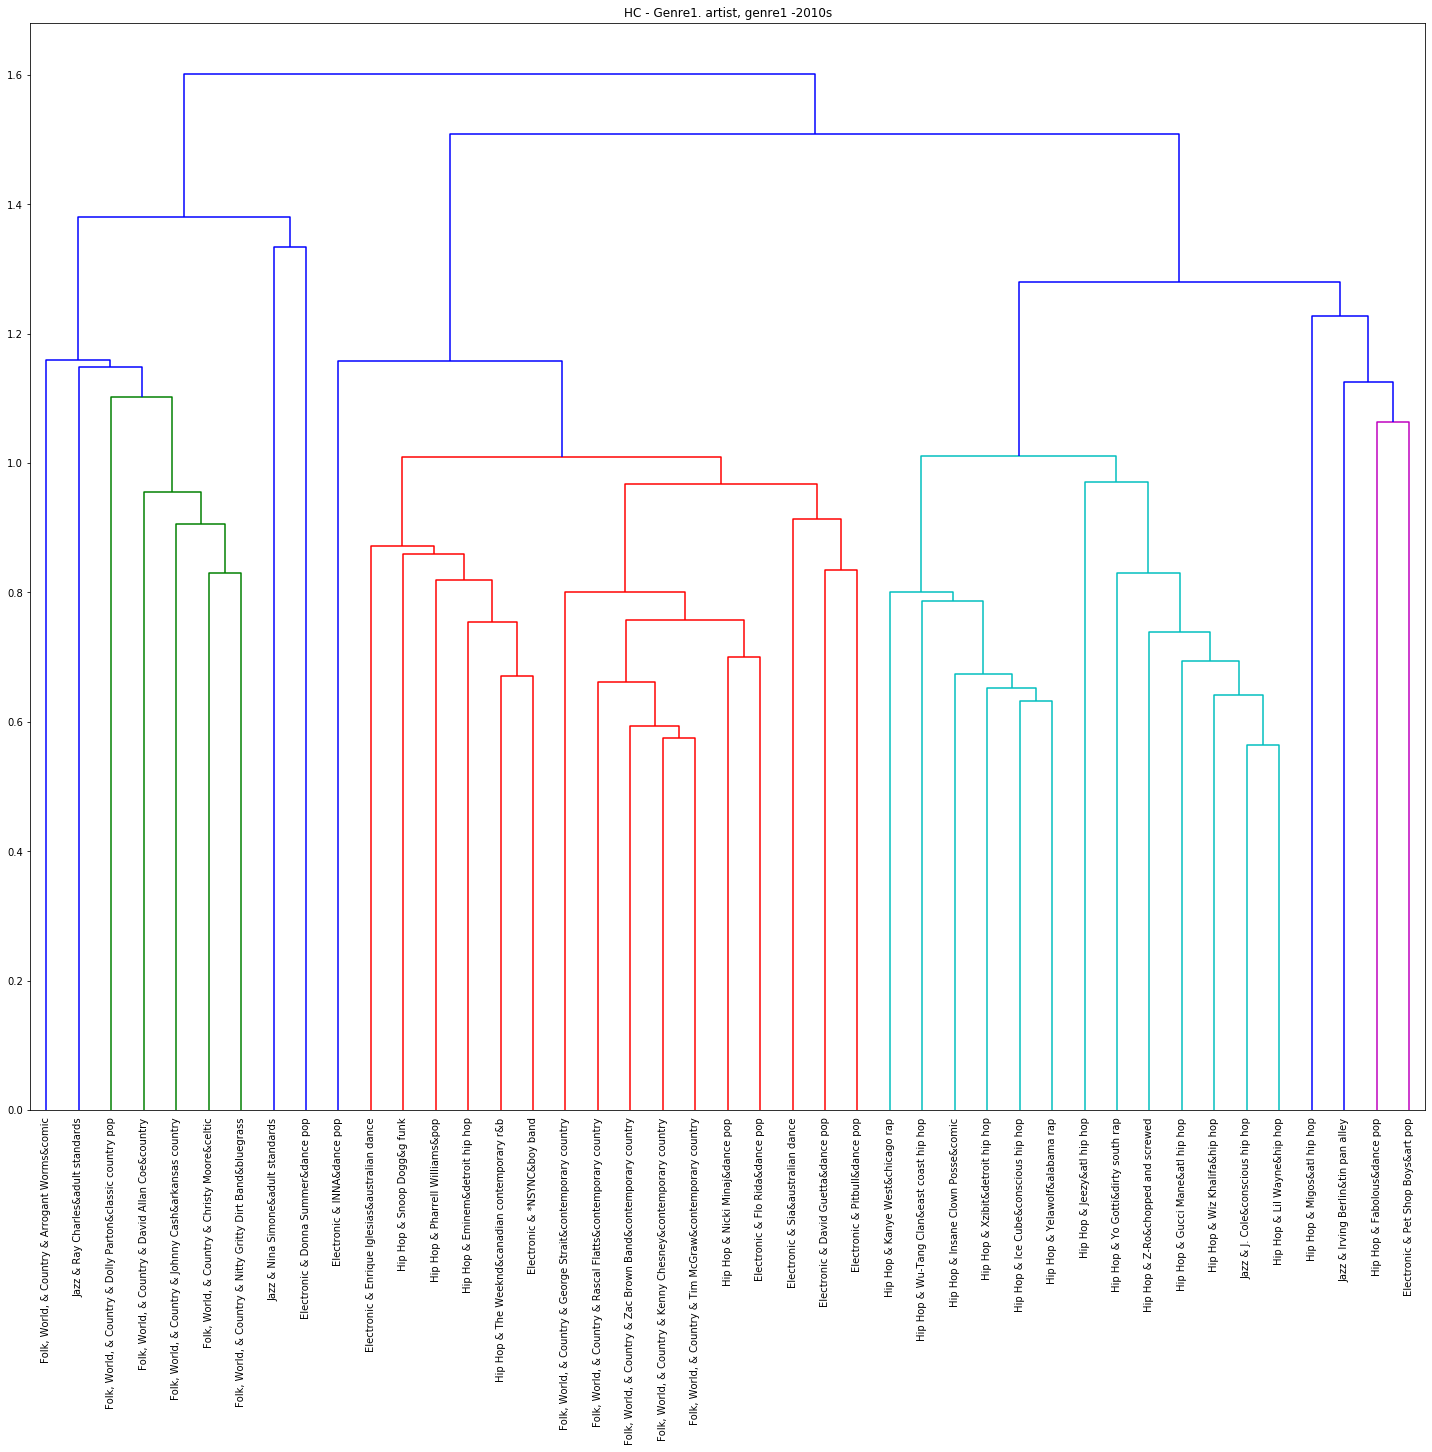 HC - Genre1. artist, genre1 -2010s
1.6
1.4
1.2
1.0
0.8
0.6
0.4
0.2
0.0
Folk, World, & Country & Arrogant Worms&comic
Jazz & Ray Charles&adult standards
Folk, World, & Country & Dolly Parton&classic country pop
Folk, World, & Country & David Allan Coe&country
Folk, World, & Country & Johnny Cash&arkansas country
Folk, World, & Country & Christy Moore&celtic
Folk, World, & Country & Nitty Gritty Dirt Band&bluegrass
Jazz & Nina Simone&adult standards
Electronic & Donna Summer&dance pop
Electronic & INNA&dance pop
Electronic & Enrique Iglesias&australian dance
Hip Hop & Snoop Dogg&g funk
Hip Hop & Pharrell Williams&pop
Hip Hop & Eminem&detroit hip hop
Hip Hop & The Weeknd&canadian contemporary r&b
Electronic & *NSYNC&boy band
Folk, World, & Country & George Strait&contemporary country
Folk, World, & Country & Rascal Flatts&contemporary country
Folk, World, & Country & Zac Brown Band&contemporary country
Folk, World, & Country & Kenny Chesney&contemporary country
Folk, World, & Country & Tim McGraw&contemporary country
Hip Hop & Nicki Minaj&dance pop
Electronic & Flo Rida&dance pop
Electronic & Sia&australian dance
Electronic & David Guetta&dance pop
Electronic & Pitbull&dance pop
Hip Hop & Kanye West&chicago rap
Hip Hop & Wu-Tang Clan&east coast hip hop
Hip Hop & Insane Clown Posse&comic
Hip Hop & Xzibit&detroit hip hop
Hip Hop & Ice Cube&conscious hip hop
Hip Hop & Yelawolf&alabama rap
Hip Hop & Jeezy&atl hip hop
Hip Hop & Yo Gotti&dirty south rap
Hip Hop & Z-Ro&chopped and screwed
Hip Hop & Gucci Mane&atl hip hop
Hip Hop & Wiz Khalifa&hip hop
Jazz & J. Cole&conscious hip hop
Hip Hop & Lil Wayne&hip hop
Hip Hop & Migos&atl hip hop
Jazz & Irving Berlin&tin pan alley
Hip Hop & Fabolous&dance pop
Electronic & Pet Shop Boys&art pop